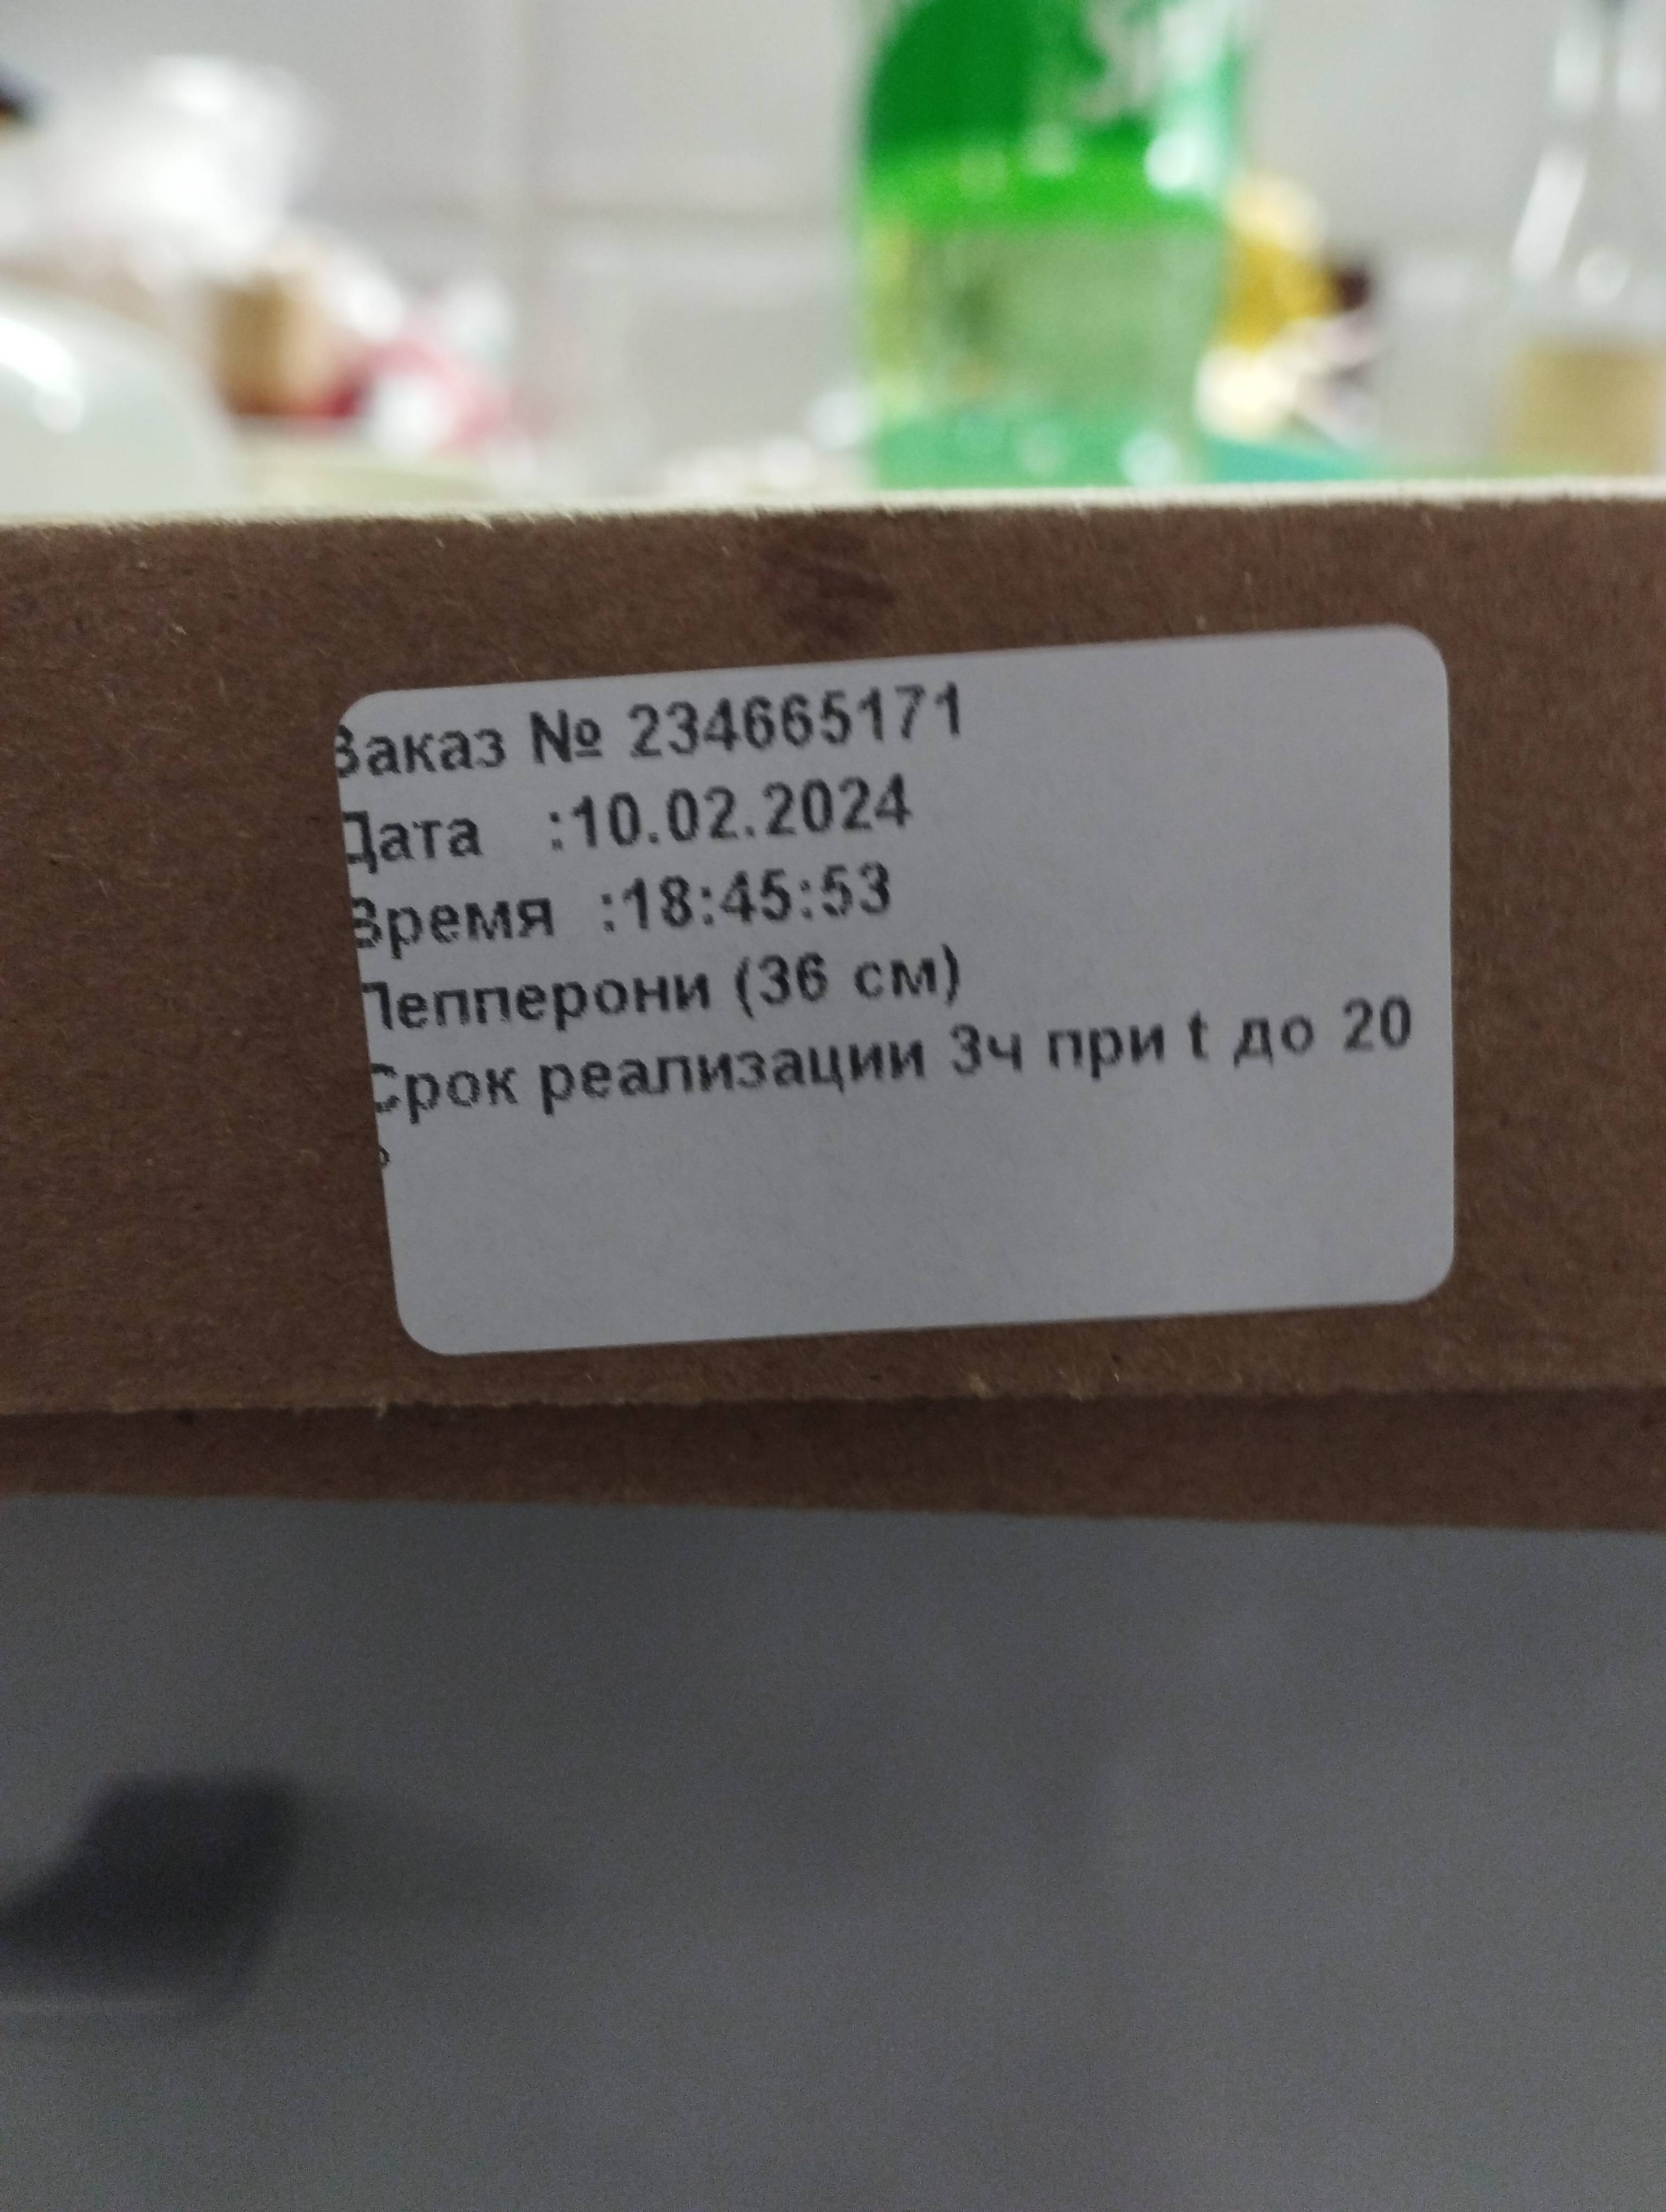 Заказ № 234665171
Дата :10.02.2024
Время :18:45:53
Пепперони (36 см)
Срок реализации 3ч при t до 20